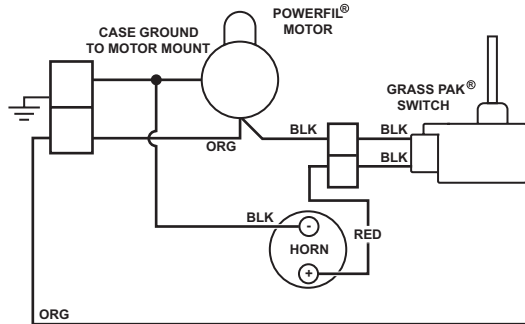 CASE GROUND
TO MOTOR MOUNT
POWERFIL®
MOTOR
GRASS PAK®
SWITCH
BLK
BLK
BLK
ORG
BLK
RED
-
HORN
+
ORG